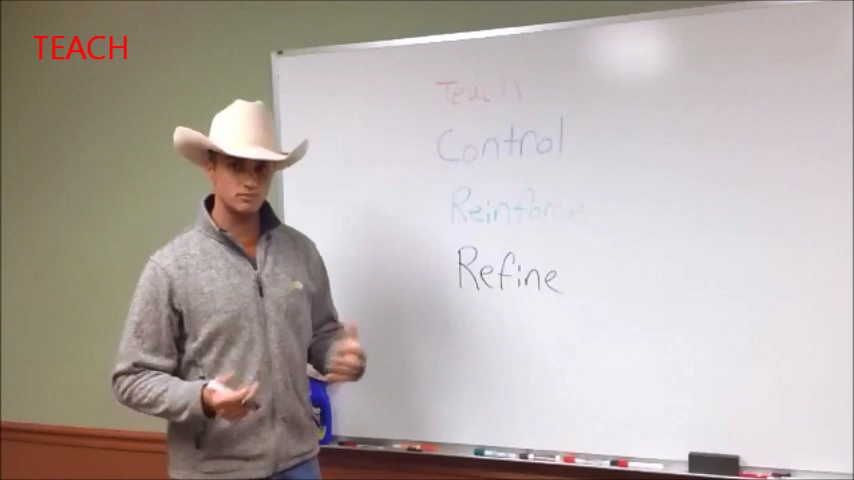 TEACH
Teach
Control
Reinforce
Refine